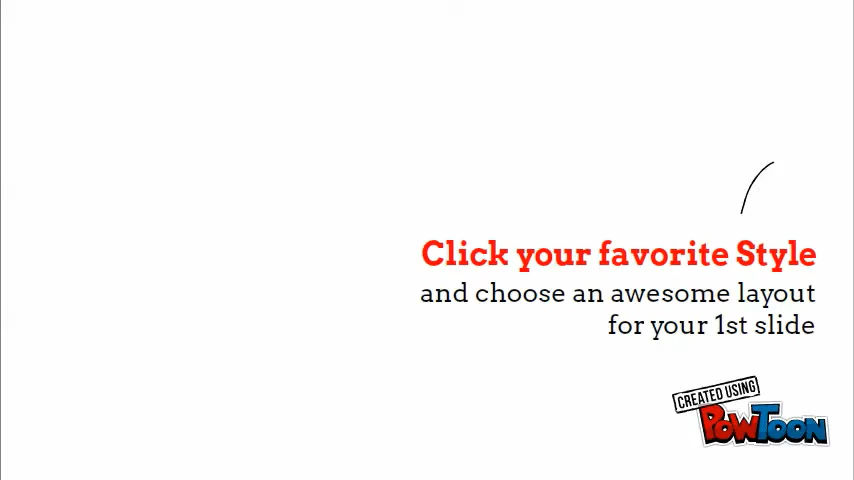 Click your favorite Style
and choose an awesome layout
for your 1st slide
CREATED USING
POWTOON